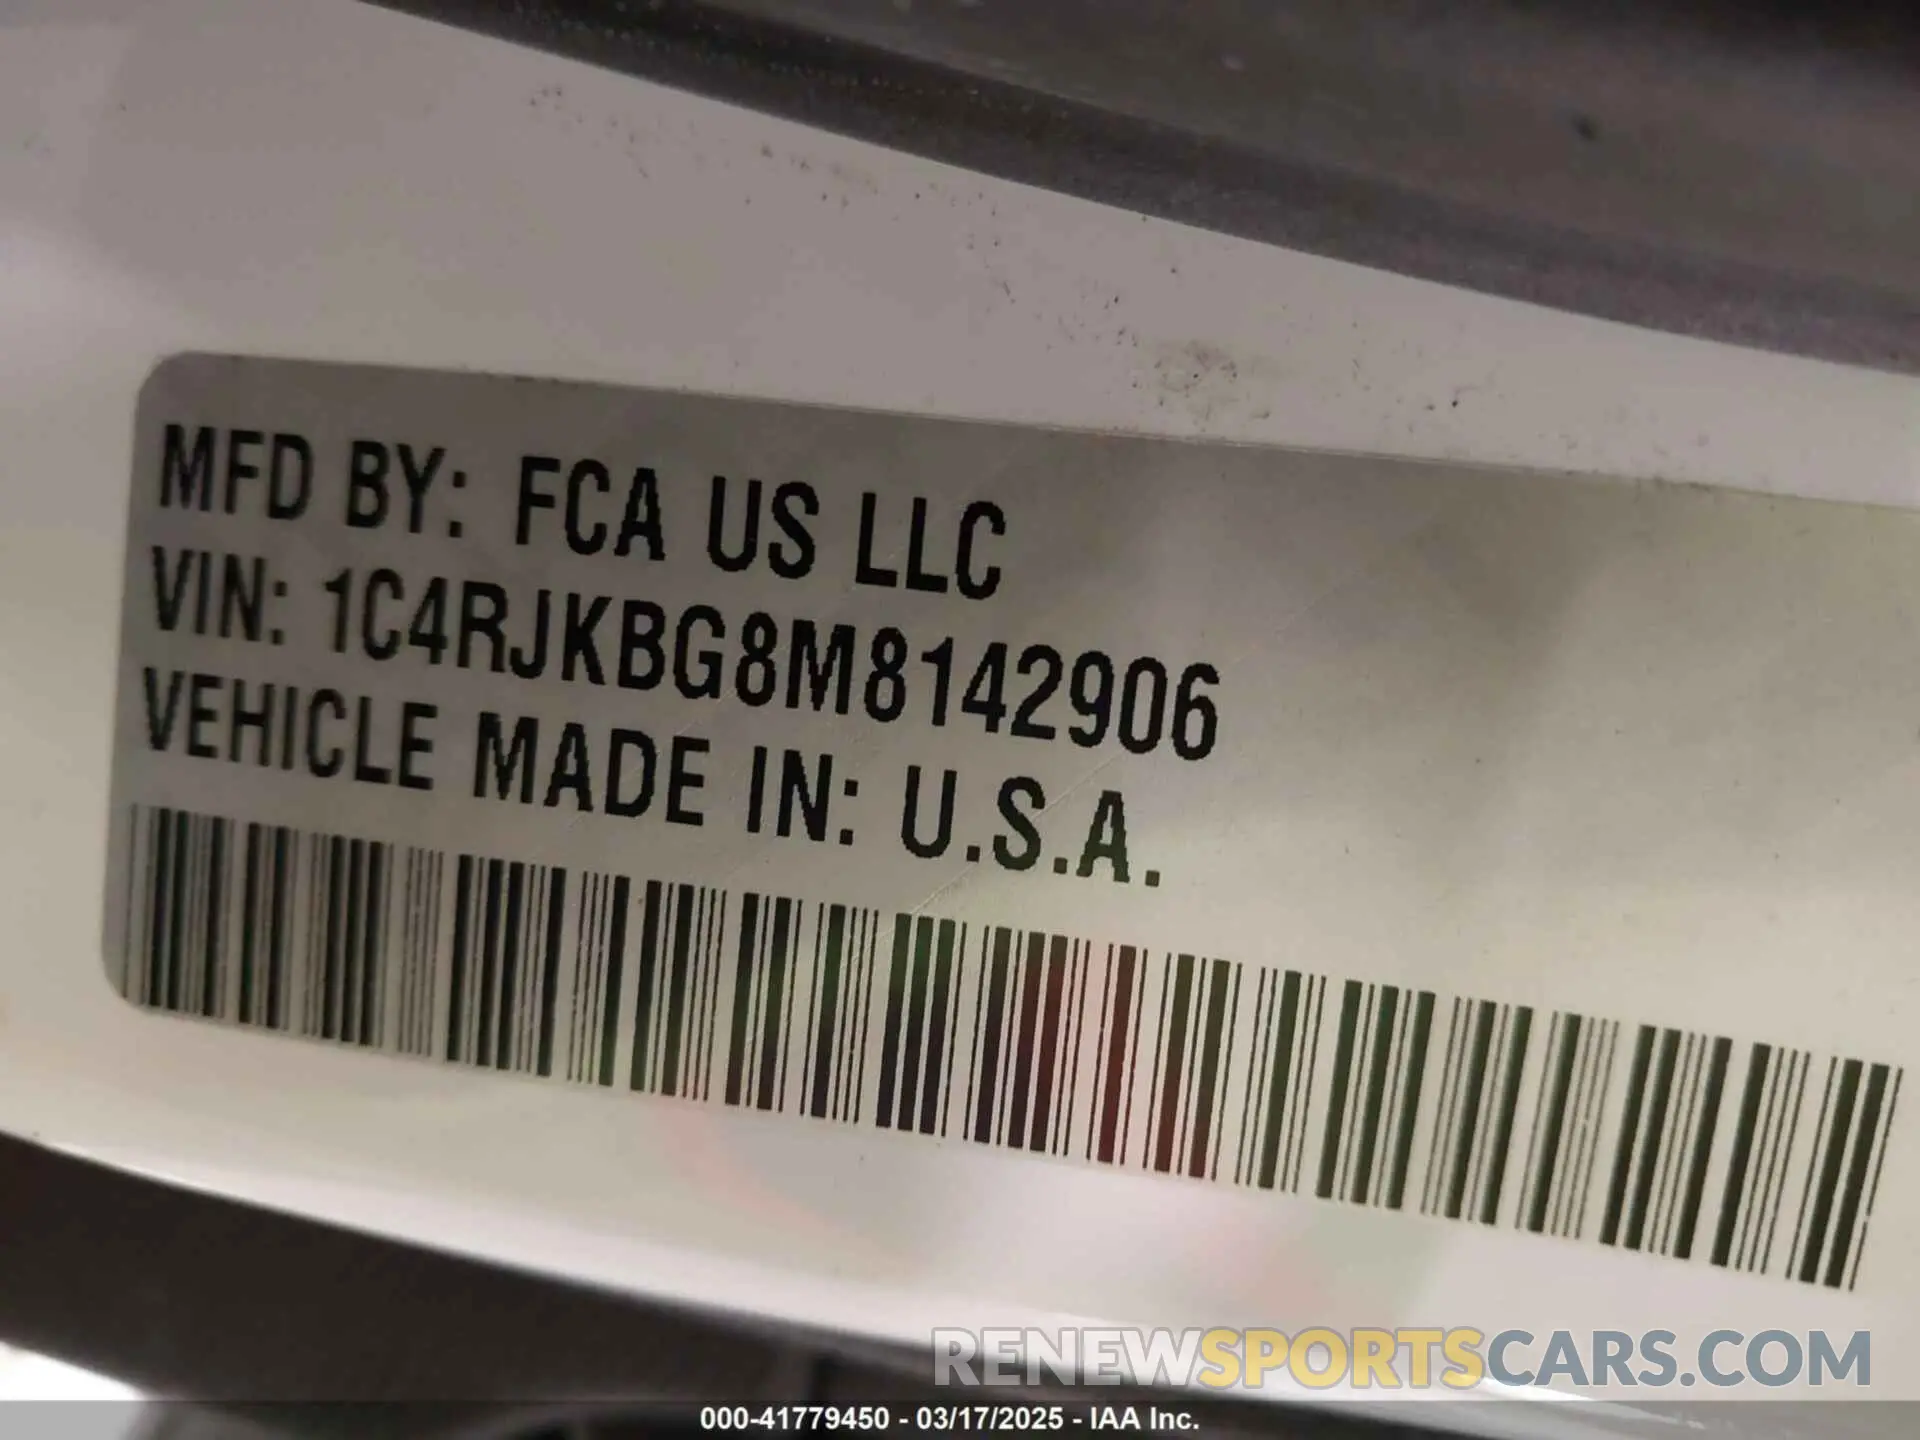 MFD BY: FCA US LLC
VIN: 1C4RJKBG8M8142906
VEHICLE MADE IN: U.S.A.
RENEWSPORTSCARS.COM
000-41779450 - 03/17/2025 - IAA Inc.